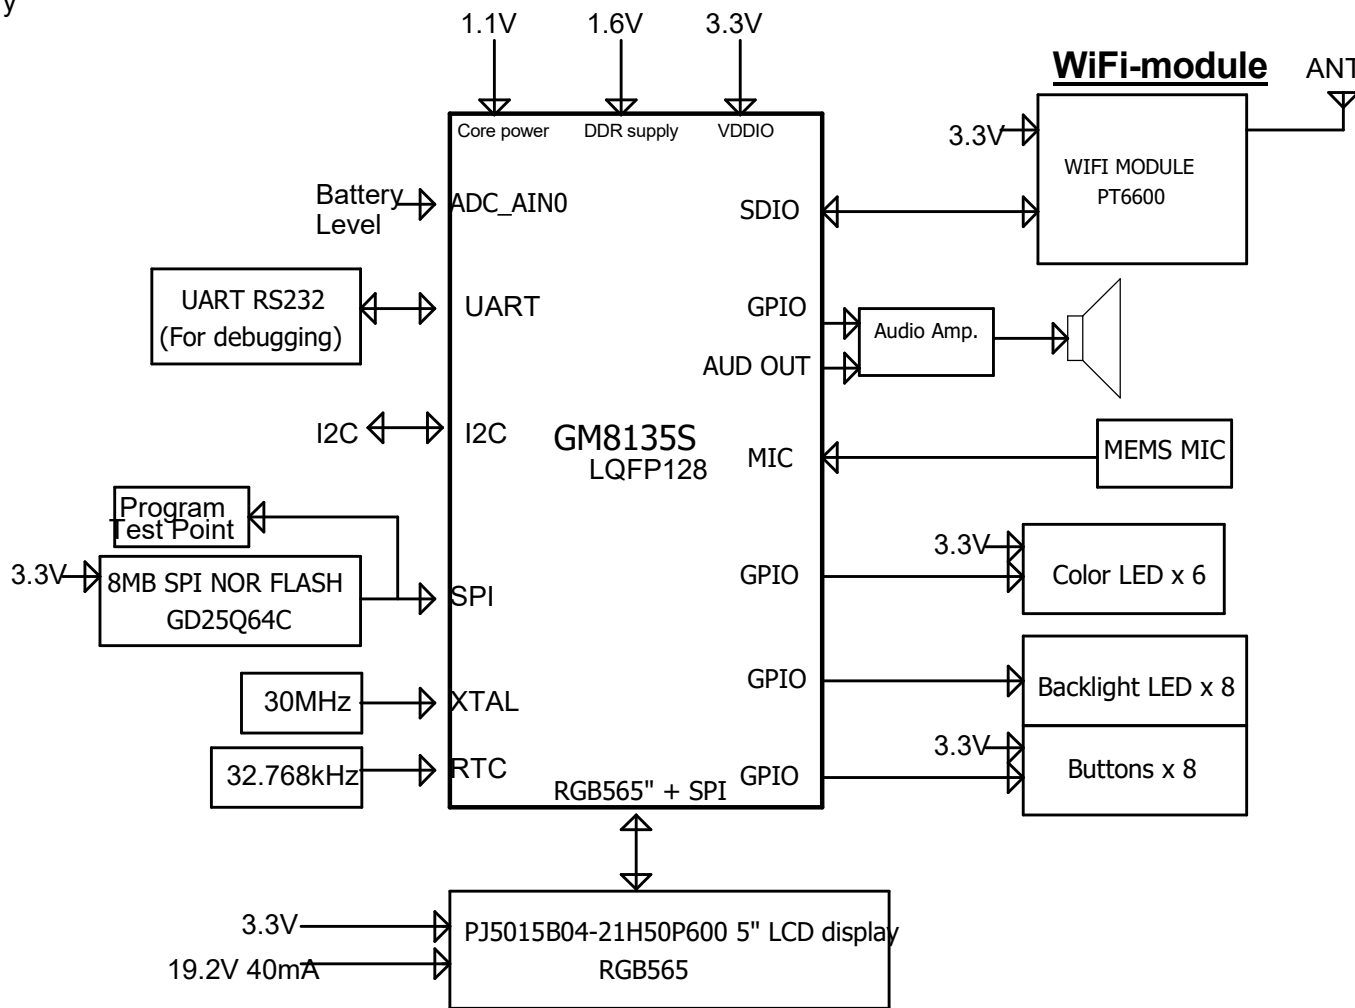 y
1.1V 1.6V 3.3V
WiFi-module ANT
Core power DDR supply VDDIO
3.3V
WIFI MODULE
PT6600
Battery
Level
ADC_AIN0
SDIO
UART RS232
(For debugging)
UART
GPIO
Audio Amp.
AUD OUT
I2C
I2C
GM8135S
LQFP128
MIC
MEMS MIC
Program
Test Point
3.3V
8MB SPI NOR FLASH
GD25Q64C
SPI
3.3V
GPIO
Color LED x 6
30MHz
XTAL
GPIO
Backlight LED x 8
32.768kHz
RTC
3.3V
GPIO
Buttons x 8
RGB565" + SPI
3.3V
19.2V 40mA
PJ5015B04-21H50P600 5" LCD display
RGB565